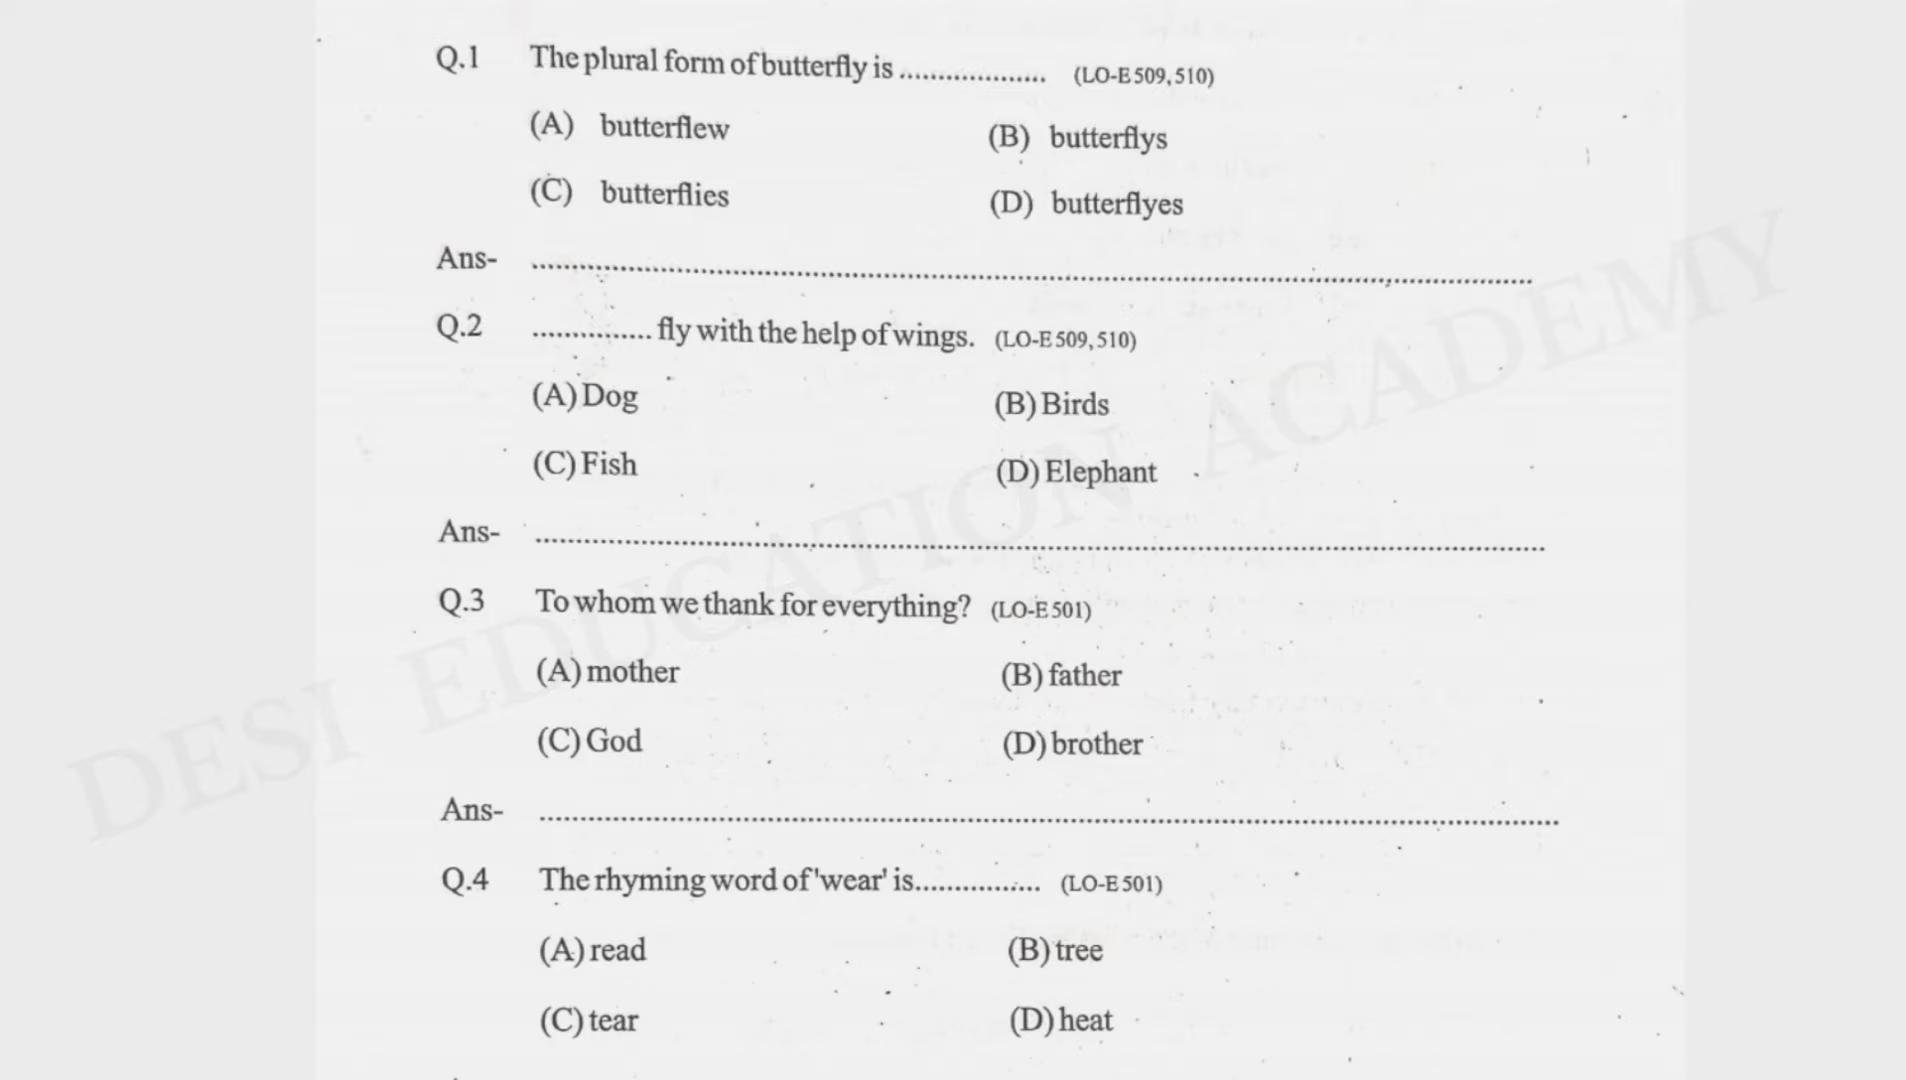 Q.1 The plural form of butterfly is .................. (LO-E 509, 510)
(A) butterflew (B) butterflys
(C) butterflies (D) butterflyes
Ans- ................................................................
Q.2 ............... fly with the help of wings. (LO-E 509, 510)
(A) Dog (B) Birds
(C) Fish (D) Elephant
Ans- ................................................................
Q.3 To whom we thank for everything? (LO-E 501)
(A) mother (B) father
(C) God (D) brother
Ans- ................................................................
Q.4 The rhyming word of 'wear' is................ (LO-E 501)
(A) read (B) tree
(C) tear (D) heat
DESI EDUCATION ACADEMY